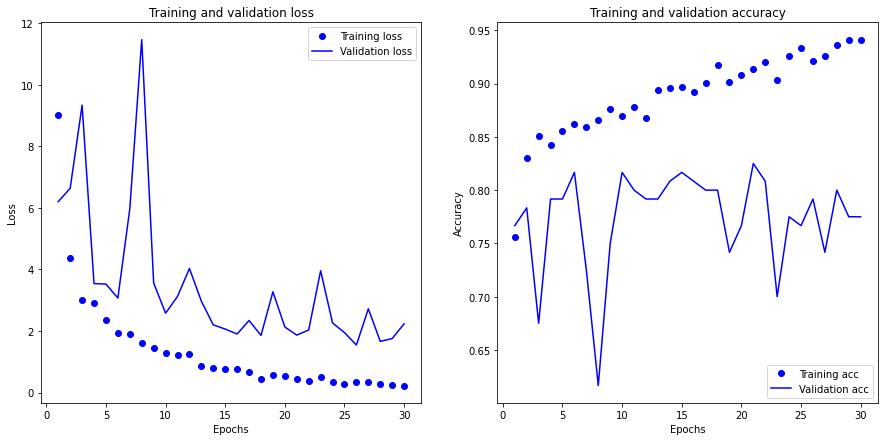 Training and validation loss
Training loss
Validation loss
12
10
8
6
4
2
0
Loss
0
5
10
15
20
25
30
Epochs
Training and validation accuracy
0.95
0.90
0.85
0.80
0.75
0.70
0.65
Accuracy
Training acc
Validation acc
0
5
10
15
20
25
30
Epochs